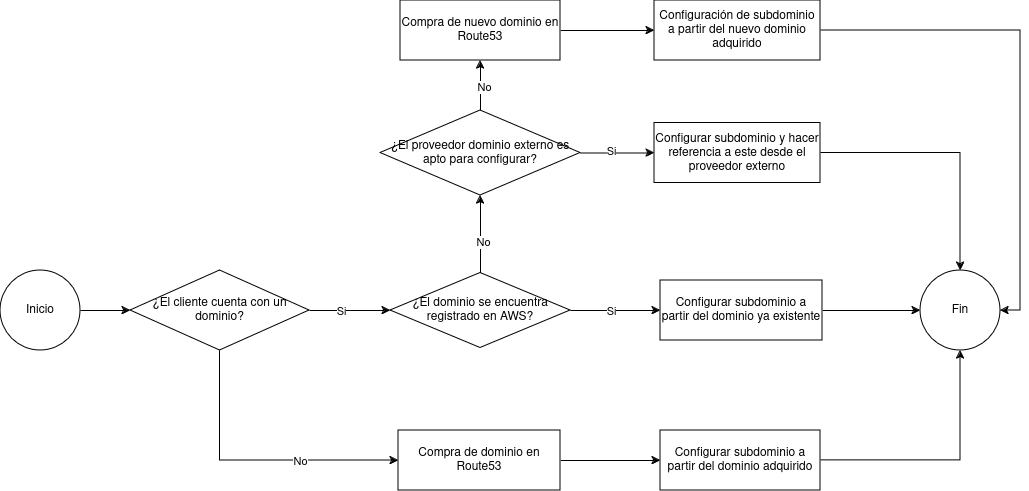 Compra de nuevo dominio en
Route53
Configuración de subdominio
a partir del nuevo dominio
adquirido
No
¿El proveedor dominio externo es
apto para configurar?
Si
Configurar subdominio y hacer
referencia a este desde el
proveedor externo
No
Inicio
¿El cliente cuenta con un
dominio?
Si
¿El dominio se encuentra
registrado en AWS?
Si
Configurar subdominio a
partir del dominio ya existente
Fin
No
Compra de dominio en
Route53
Configurar subdominio a
partir del dominio adquirido